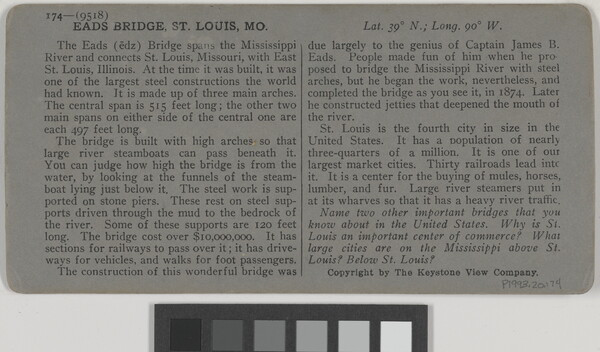 174—(9518)
EADS BRIDGE, ST. LOUIS, MO.
Lat. 39° N.; Long. 90° W.
The Eads (ēdz) Bridge spans the Mississippi
River and connects St. Louis, Missouri, with East
St. Louis, Illinois. At the time it was built, it was
one of the largest steel constructions the world
had known. It is made up of three main arches.
The central span is 515 feet long; the other two
main spans on either side of the central one are
each 497 feet long.
The bridge is built with high arches so that
large river steamboats can pass beneath it.
You can judge how high the bridge is from the
water, by looking at the funnels of the steam-
boat lying just below it. The steel work is sup-
ported on stone piers. These rest on steel sup-
ports driven through the mud to the bedrock of
the river. Some of these supports are 120 feet
long. The bridge cost over $10,000,000. It has
sections for railways to pass over it; it has drive-
ways for vehicles, and walks for foot passengers.
The construction of this wonderful bridge was
due largely to the genius of Captain James B.
Eads. People made fun of him when he pro-
posed to bridge the Mississippi River with steel
arches, but he began the work, nevertheless, and
completed the bridge as you see it, in 1874. Later
he constructed jetties that deepened the mouth of
the river.
St. Louis is the fourth city in size in the
United States. It has a population of nearly
three-quarters of a million. It is one of our
largest market cities. Thirty railroads lead into
it. It is a center for the buying of mules, horses,
lumber, and fur. Large river steamers put in
at its wharves so that it has a heavy river traffic.
Name two other important bridges that you
know about in the United States. Why is St.
Louis an important center of commerce? What
large cities are on the Mississippi above St.
Louis? Below St. Louis?
Copyright by The Keystone View Company.
P1992.20.174